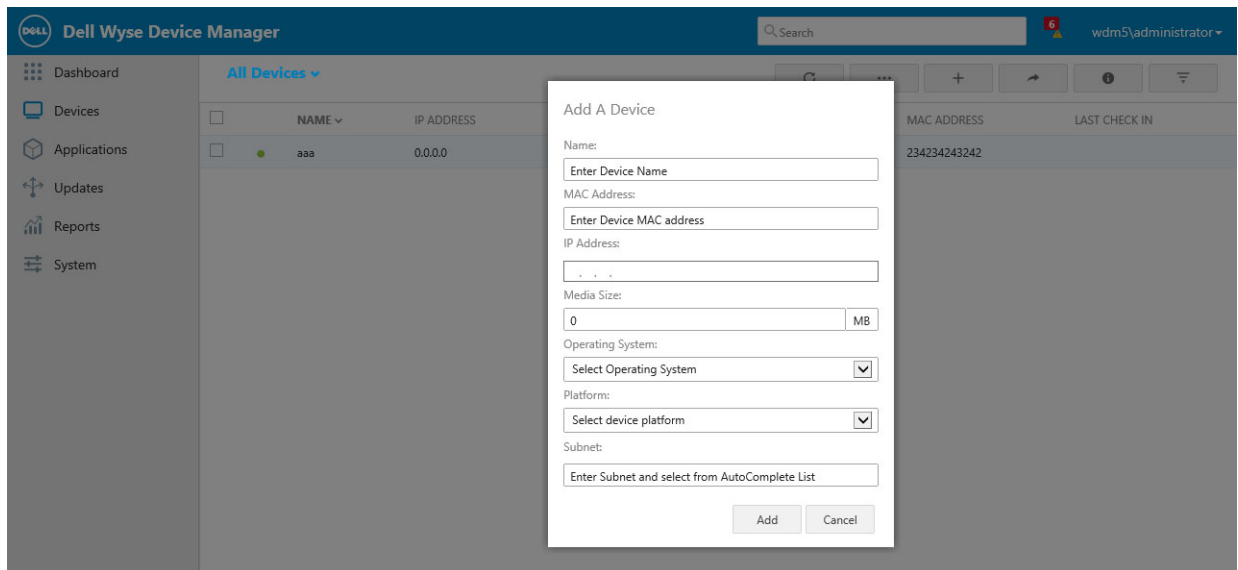 DELL Dell Wyse Device Manager
Search
6
wdm5\administrator
Dashboard
Devices
Applications
Updates
Reports
System
All Devices
NAME IP ADDRESS MAC ADDRESS LAST CHECK IN
aaa 0.0.0.0 234234243242
Add A Device
Name:
Enter Device Name
MAC Address:
Enter Device MAC address
IP Address:
. . .
Media Size:
0 MB
Operating System:
Select Operating System
Platform:
Select device platform
Subnet:
Enter Subnet and select from AutoComplete List
Add Cancel